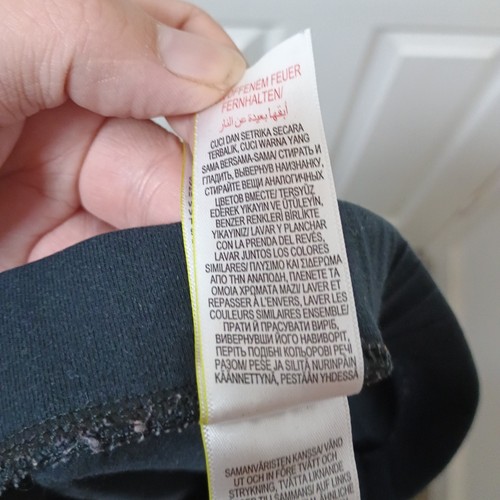 OFFENEM FEUER
FERNHALTEN/
أبقها بعيدة عن النار
CUCI DAN SETRIKA SECARA
TERBALIK, CUCI WARNA YANG
SAMA BERSAMA-SAMA/ СТИРАТЬ И
ГЛАДИТЬ, ВЫВЕРНУВ НАИЗНАНКУ,
СТИРАЙТЕ ВЕЩИ АНАЛОГИЧНЫХ
ЦВЕТОВ ВМЕСТЕ/ TERSYÜZ
EDEREK YIKAYIN VE ÜTÜLEYİN,
BENZER RENKLERİ BİRLİKTE
YIKAYINIZ/ LAVAR Y PLANCHAR
CON LA PRENDA DEL REVÉS,
LAVAR JUNTOS LOS COLORES
SIMILARES/ ΠΛΥΣΙΜΟ ΚΑΙ ΣΙΔΕΡΩΜΑ
ΑΠΟ ΤΗΝ ΑΝΑΠΟΔΗ, ΠΛΕΝΕΤΕ ΤΑ
ΟΜΟΙΑ ΧΡΩΜΑΤΑ ΜΑΖΙ/ LAVER ET
REPASSER À L'ENVERS, LAVER LES
COULEURS SIMILAIRES ENSEMBLE/
ПРАТИ Й ПРАСУВАТИ ВИРІБ,
ВИВЕРНУВШИ ЙОГО НАВИВОРІТ,
ПЕРІТЬ ПОДІБНІ КОЛЬОРОВІ РЕЧІ
РАЗОМ/ PESE JA SILITÄ NURINPÄIN
KÄÄNNETTYNÄ, PESTÄÄN YHDESSÄ
SAMANVÄRISTEN KANSSA/ VÄND
UT OCH IN FÖRE TVÄTT OCH
STRYKNING, TVÄTTA LIKNANDE